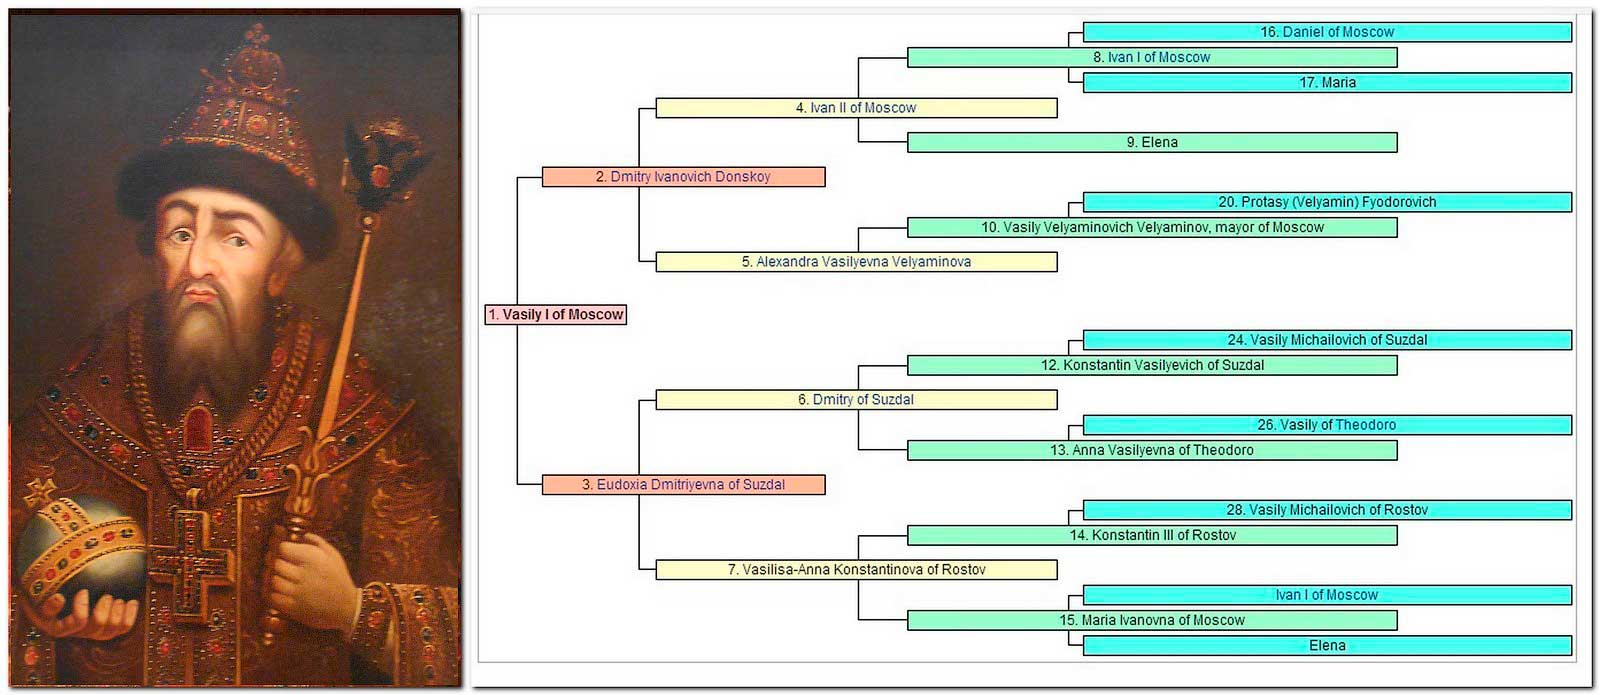 16. Daniel of Moscow
8. Ivan I of Moscow
17. Maria
4. Ivan II of Moscow
9. Elena
2. Dmitry Ivanovich Donskoy
20. Protasy (Velyamin) Fyodorovich
10. Vasily Velyaminovich Velyaminov, mayor of Moscow
5. Alexandra Vasilyevna Velyaminova
1. Vasily I of Moscow
24. Vasily Michailovich of Suzdal
12. Konstantin Vasilyevich of Suzdal
6. Dmitry of Suzdal
26. Vasily of Theodoro
13. Anna Vasilyevna of Theodoro
3. Eudoxia Dmitriyevna of Suzdal
28. Vasily Michailovich of Rostov
14. Konstantin III of Rostov
7. Vasilisa-Anna Konstantinova of Rostov
Ivan I of Moscow
15. Maria Ivanovna of Moscow
Elena